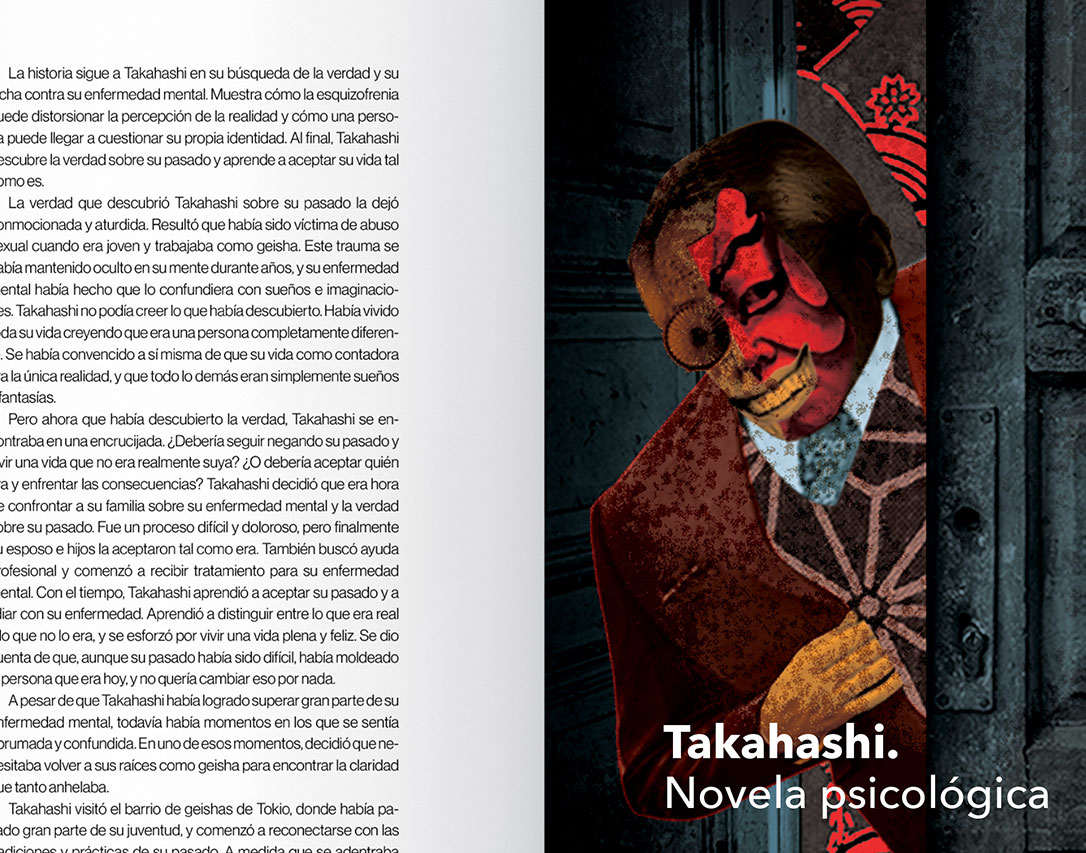 La historia sigue a Takahashi en su búsqueda de la verdad y su
cha contra su enfermedad mental. Muestra cómo la esquizofrenia
uede distorsionar la percepción de la realidad y cómo una perso-
a puede llegar a cuestionar su propia identidad. Al final, Takahashi
escubre la verdad sobre su pasado y aprende a aceptar su vida tal
omo es.
La verdad que descubrió Takahashi sobre su pasado la dejó
onmocionada y aturdida. Resultó que había sido víctima de abuso
exual cuando era joven y trabajaba como geisha. Este trauma se
abía mantenido oculto en su mente durante años, y su enfermedad
ental había hecho que lo confundiera con sueños e imaginacio-
es. Takahashi no podía creer lo que había descubierto. Había vivido
oda su vida creyendo que era una persona completamente diferen-
. Se había convencido a sí misma de que su vida como contadora
ra la única realidad, y que todo lo demás eran simplemente sueños
fantasías.
Pero ahora que había descubierto la verdad, Takahashi se en-
ontraba en una encrucijada. ¿Debería seguir negando su pasado y
vir una vida que no era realmente suya? ¿O debería aceptar quién
ra y enfrentar las consecuencias? Takahashi decidió que era hora
e confrontar a su familia sobre su enfermedad mental y la verdad
obre su pasado. Fue un proceso difícil y doloroso, pero finalmente
u esposo e hijos la aceptaron tal como era. También buscó ayuda
rofesional y comenzó a recibir tratamiento para su enfermedad
ental. Con el tiempo, Takahashi aprendió a aceptar su pasado y a
diar con su enfermedad. Aprendió a distinguir entre lo que era real
lo que no lo era, y se esforzó por vivir una vida plena y feliz. Se dio
uenta de que, aunque su pasado había sido difícil, había moldeado
persona que era hoy, y no quería cambiar eso por nada.
A pesar de que Takahashi había logrado superar gran parte de su
nfermedad mental, todavía había momentos en los que se sentía
brumada y confundida. En uno de esos momentos, decidió que ne-
esitaba volver a sus raíces como geisha para encontrar la claridad
ue tanto anhelaba.
Takahashi visitó el barrio de geishas de Tokio, donde había pa-
ado gran parte de su juventud, y comenzó a reconectarse con las
adiciones y prácticas de su pasado. A medida que se adentraba
Takahashi.
Novela psicológica